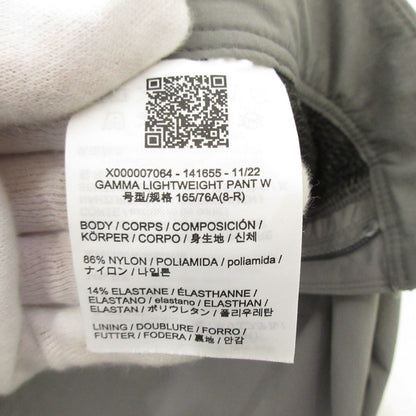 X000007064 - 141655 - 11/22
GAMMA LIGHTWEIGHT PANT W
号型/规格 165/76A(8-R)
BODY / CORPS / COMPOSICIÓN /
KÖRPER / CORPO / 身生地 / 신체
86% NYLON / POLIAMIDA / poliamida /
ナイロン / 나일론
14% ELASTANE / ÉLASTHANNE /
ELASTANO / elastano / ELASTHAN /
ELASTAN / ポリウレタン / 폴리우레탄
LINING / DOUBLURE / FORRO /
FUTTER / FODERA / 裏地 / 안감